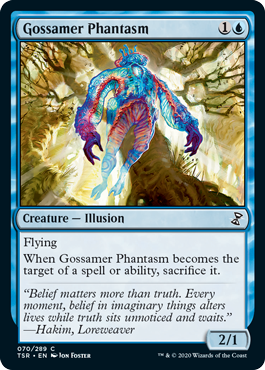 Gossamer Phantasm 1
Creature — Illusion
Flying
When Gossamer Phantasm becomes the
target of a spell or ability, sacrifice it.
“Belief matters more than truth. Every
moment, belief in imaginary things alters
lives while truth sits unnoticed and waits.”
—Hakim, Loreweaver
2/1
070/289 C
TSR • EN Jon Foster
™ & © 2020 Wizards of the Coast